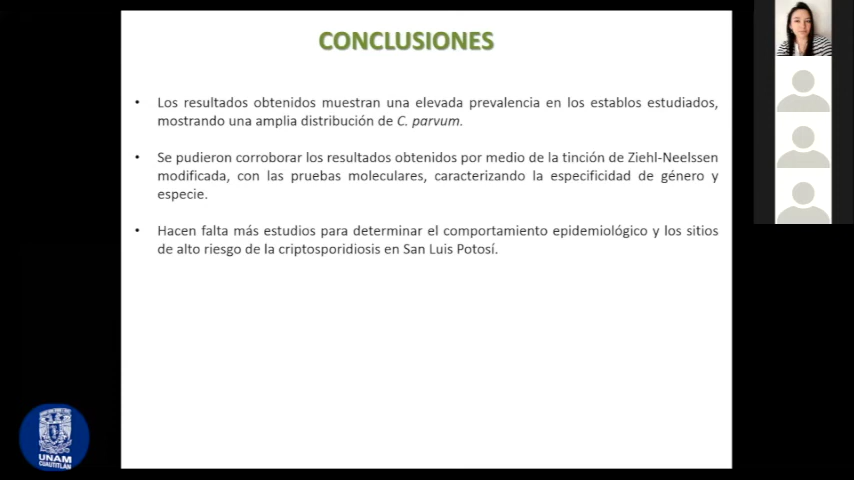 CONCLUSIONES
• Los resultados obtenidos muestran una elevada prevalencia en los establos estudiados,
mostrando una amplia distribución de C. parvum.
• Se pudieron corroborar los resultados obtenidos por medio de la tinción de Ziehl-Neelssen
modificada, con las pruebas moleculares, caracterizando la especificidad de género y
especie.
• Hacen falta más estudios para determinar el comportamiento epidemiológico y los sitios
de alto riesgo de la criptosporidiosis en San Luis Potosí.
UNAM
CUAUTITLÁN